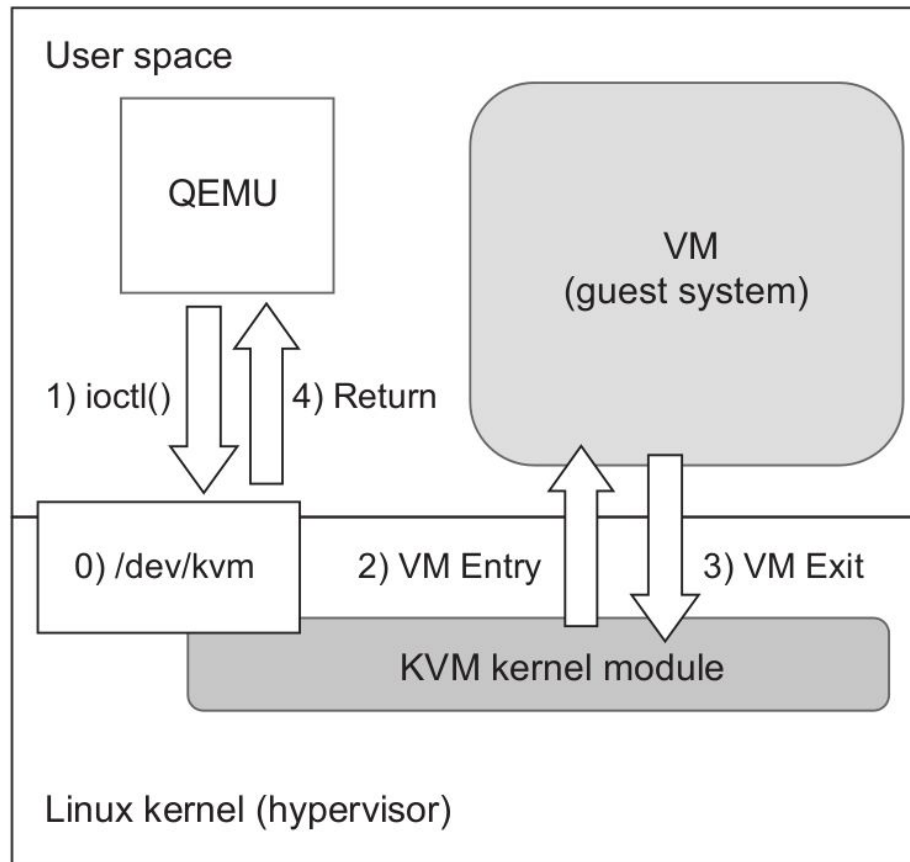 User space
QEMU
VM
(guest system)
1) ioctl()
4) Return
0) /dev/kvm
2) VM Entry
3) VM Exit
KVM kernel module
Linux kernel (hypervisor)